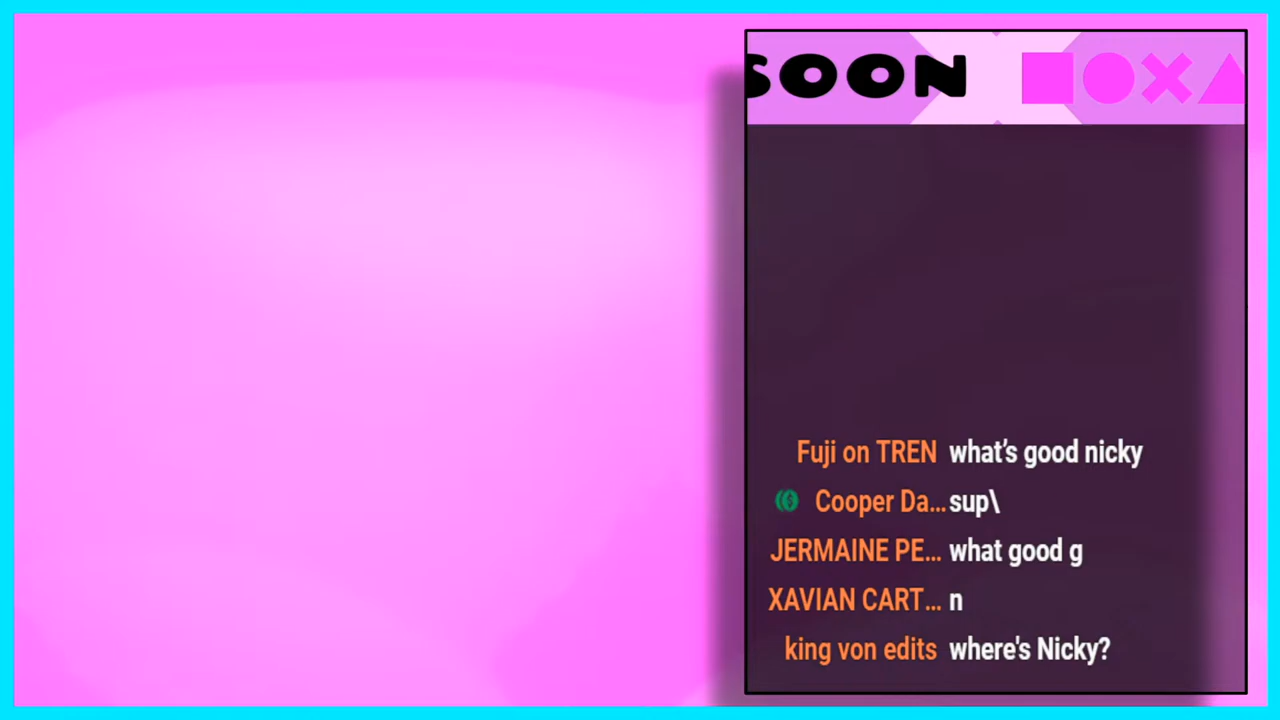 SOON
Fuji on TREN what's good nicky
Cooper Da... sup\
JERMAINE PE... what good g
XAVIAN CART... n
king von edits where's Nicky?